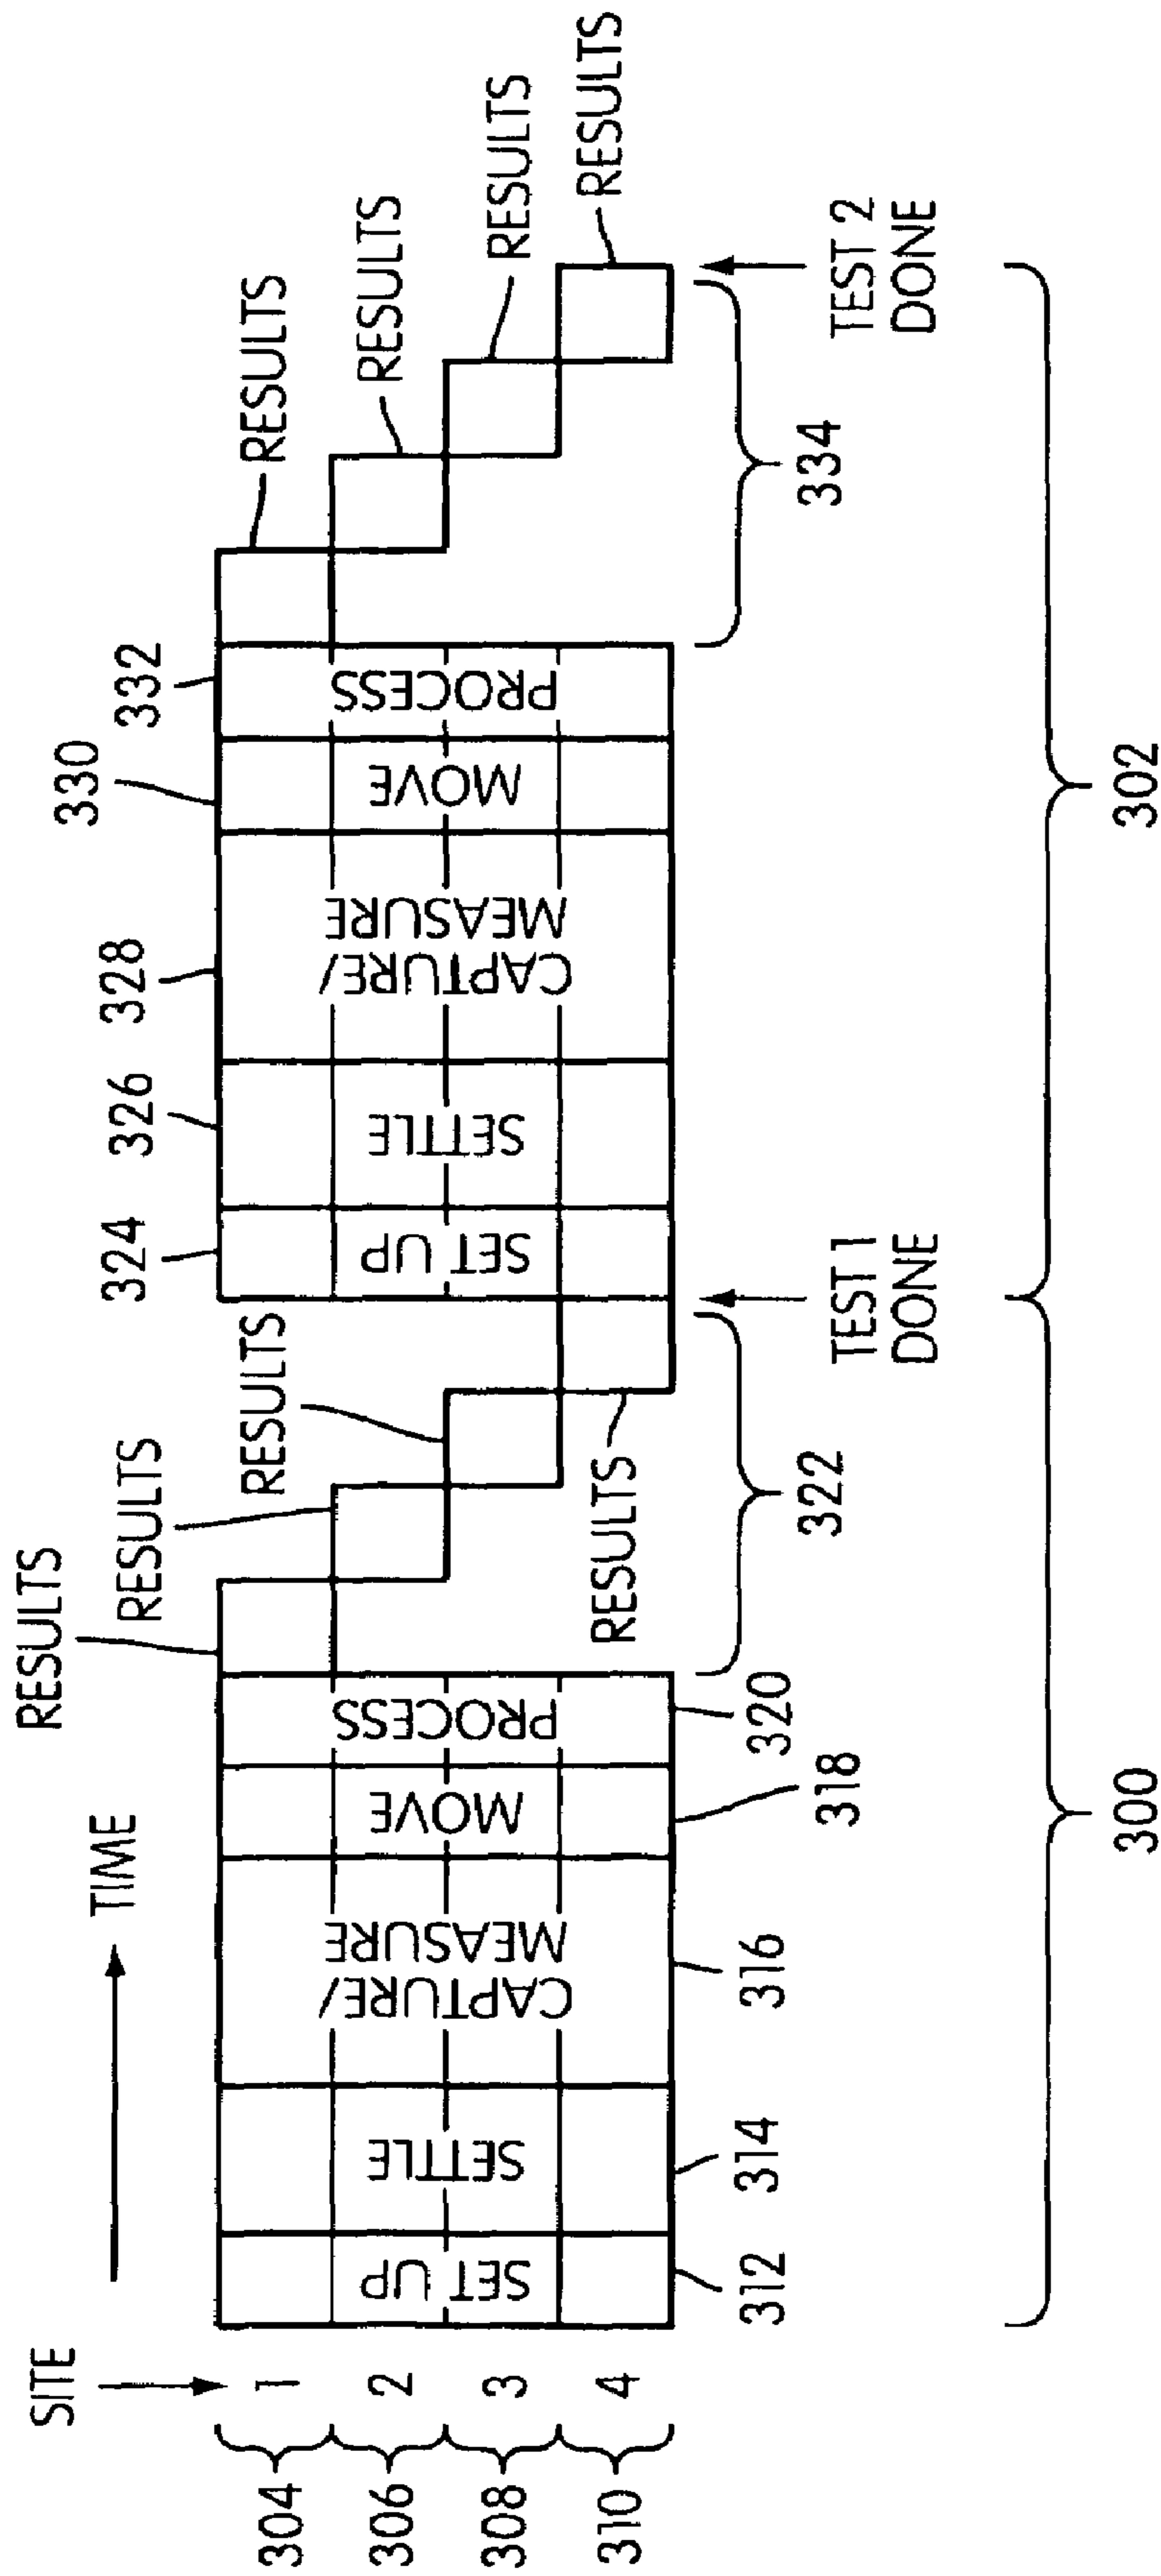 SITE
TIME
304
1
306
2
308
3
310
4
RESULTS
RESULTS
RESULTS
RESULTS
SET UP
SETTLE
CAPTURE/
MEASURE
MOVE
PROCESS
312
314
316
318
320
322
TEST 1
DONE
300
324
326
328
330
332
SET UP
SETTLE
CAPTURE/
MEASURE
MOVE
PROCESS
RESULTS
RESULTS
RESULTS
RESULTS
334
TEST 2
DONE
302